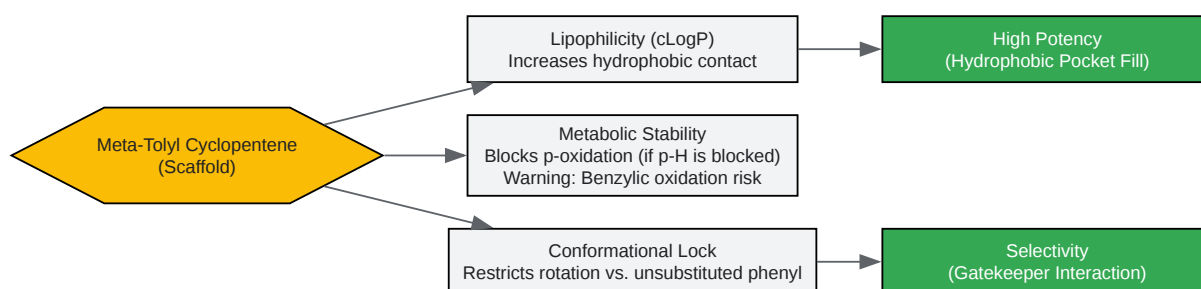 Meta-Tolyl Cyclopentene
(Scaffold)
Lipophilicity (cLogP)
Increases hydrophobic contact
High Potency
(Hydrophobic Pocket Fill)
Metabolic Stability
Blocks p-oxidation (if p-H is blocked)
Warning: Benzylic oxidation risk
Conformational Lock
Restricts rotation vs. unsubstituted phenyl
Selectivity
(Gatekeeper Interaction)